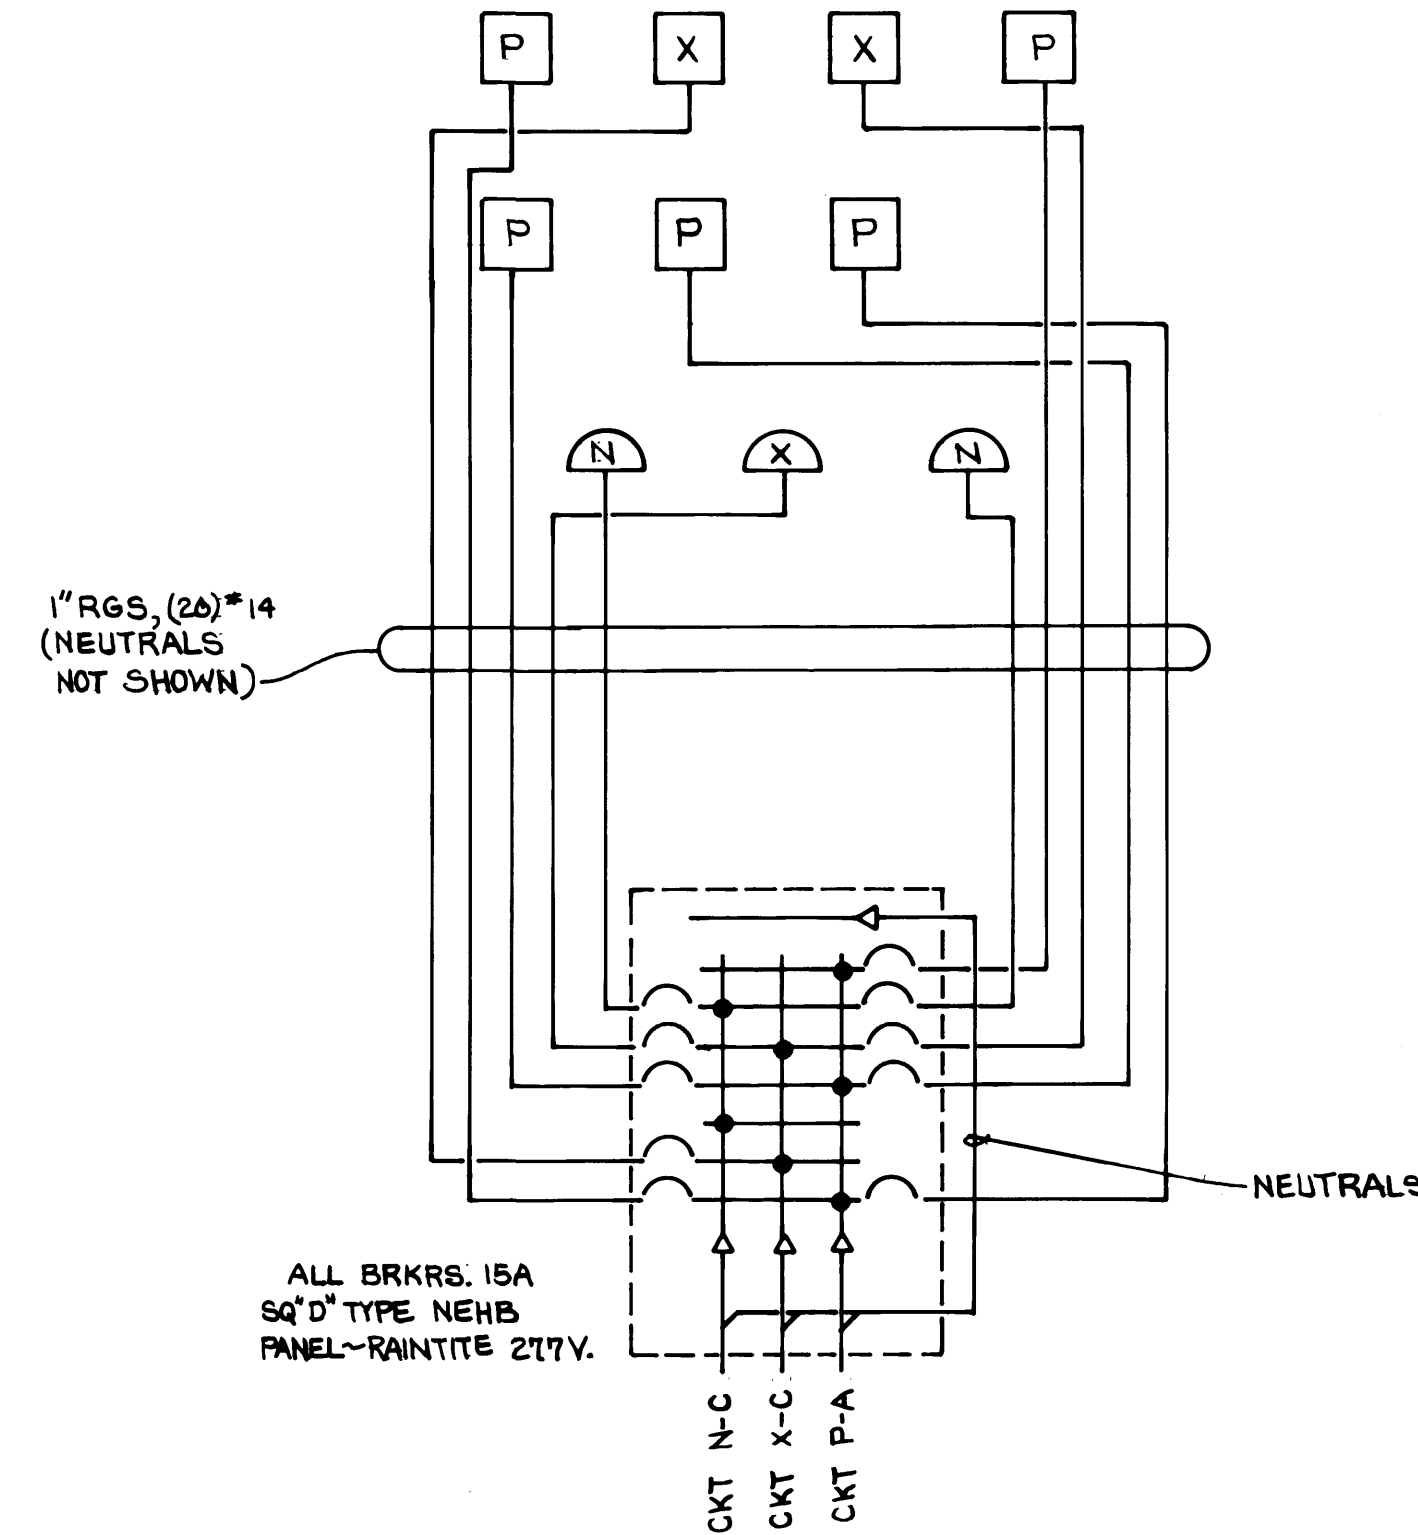 P X X P
P P P
N X N
1" RGS, (20) #14
(NEUTRALS
NOT SHOWN)
NEUTRALS
ALL BRKRS. 15A
SQ"D" TYPE NEHB
PANEL~RAINTITE 277V.
CKT N-C
CKT X-C
CKT P-A